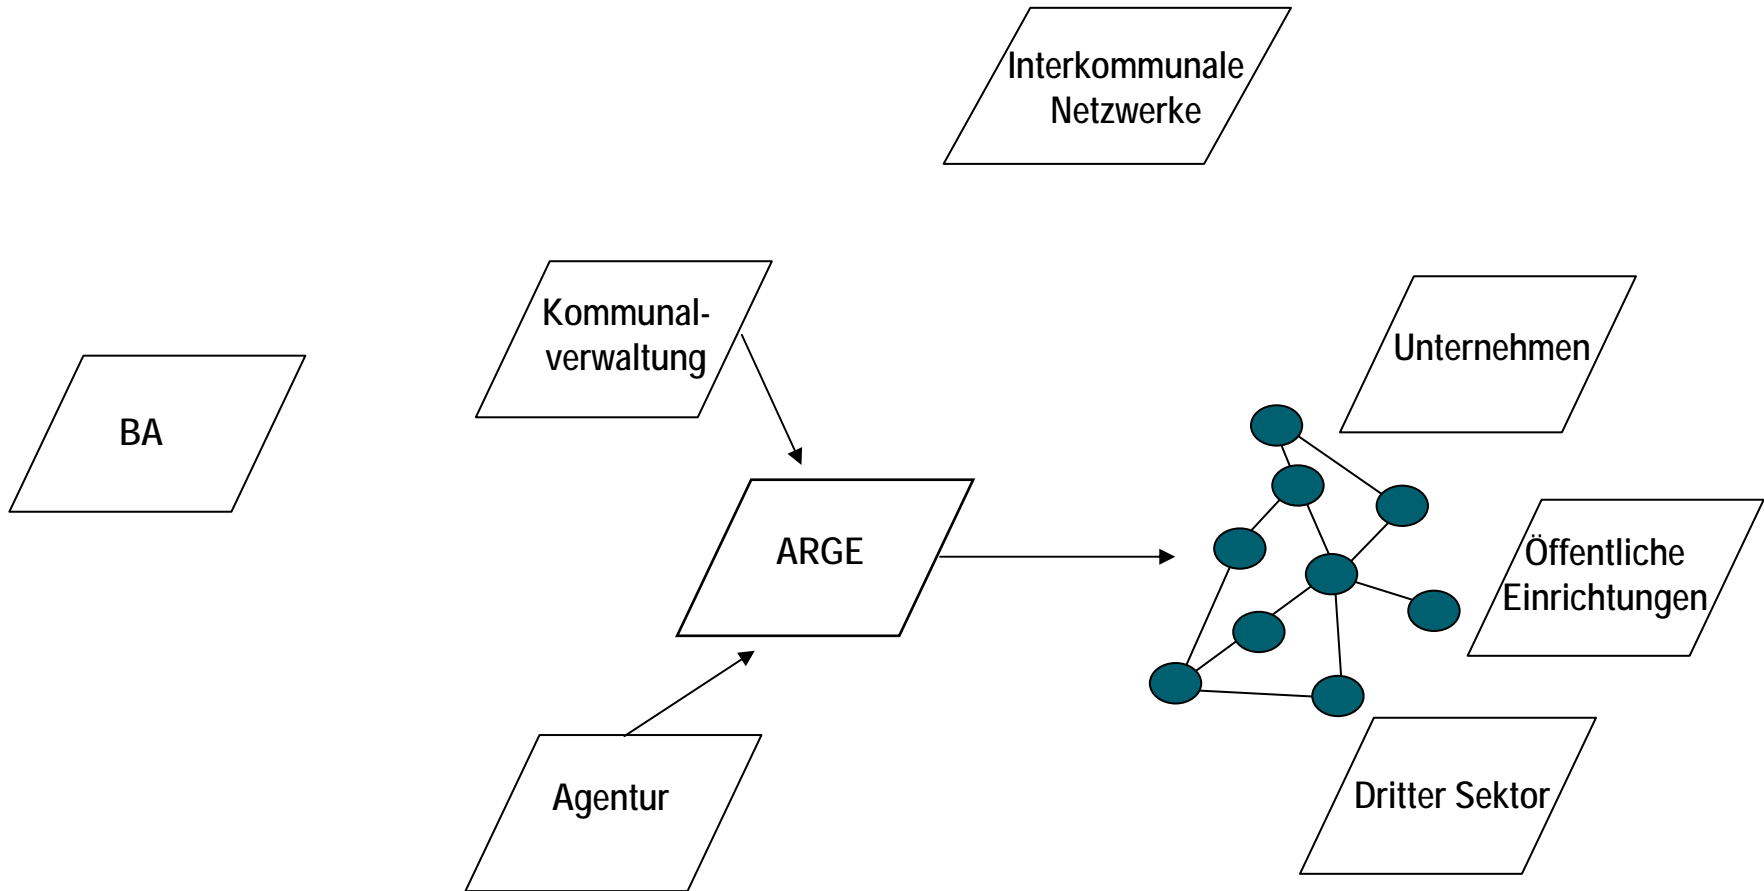 Interkommunale
Netzwerke
Kommunal-
verwaltung
Unternehmen
BA
ARGE
Öffentliche
Einrichtungen
Agentur
Dritter Sektor